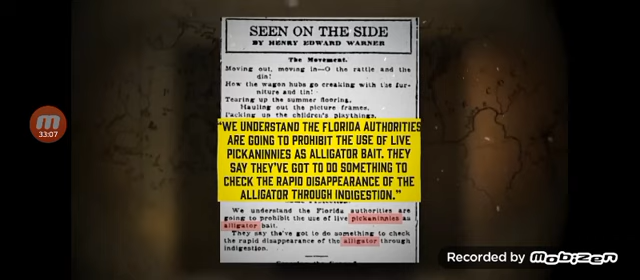 SEEN ON THE SIDE
BY HENRY EDWARD WARNER
The Movement.
Moving out, moving in—O the rattle and the
din!
How the wagon hubs go creaking with the fur-
niture and tin!
Tearing up the summer flooring,
Hauling out the picture frames,
Packing up the children's playthings,
"WE UNDERSTAND THE FLORIDA AUTHORITIES
ARE GOING TO PROHIBIT THE USE OF LIVE
PICKANINNIES AS ALLIGATOR BAIT. THEY
SAY THEY'VE GOT TO DO SOMETHING TO
CHECK THE RAPID DISAPPEARANCE OF THE
ALLIGATOR THROUGH INDIGESTION."
We understand the Florida authorities are
going to prohibit the use of live pickaninnies as
alligator bait.
They say the've got to do something to check
the rapid disappearance of the alligator through
indigestion.
33:07
Recorded by mobizen